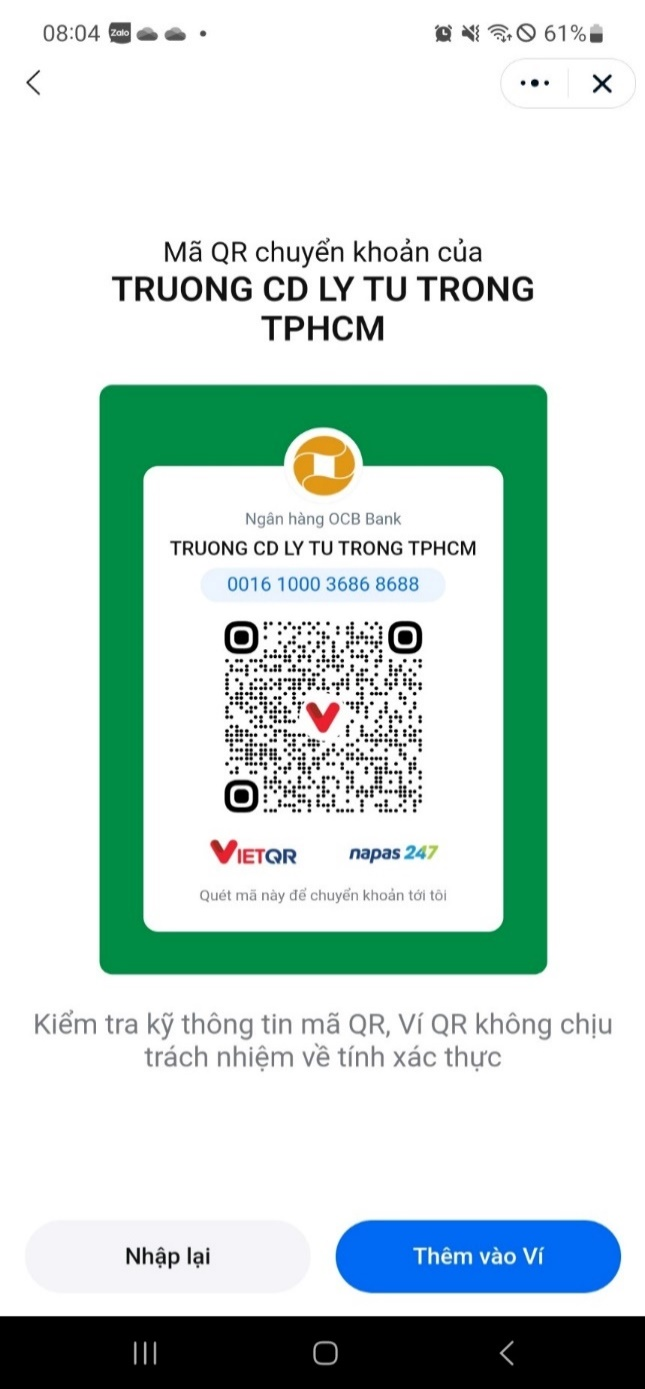 08:04 Zalo 61%
Mã QR chuyển khoản của
TRUONG CD LY TU TRONG
TPHCM
Ngân hàng OCB Bank
TRUONG CD LY TU TRONG TPHCM
0016 1000 3686 8688
VIETQR napas 247
Quét mã này để chuyển khoản tới tôi
Kiểm tra kỹ thông tin mã QR, Ví QR không chịu
trách nhiệm về tính xác thực
Nhập lại Thêm vào Ví